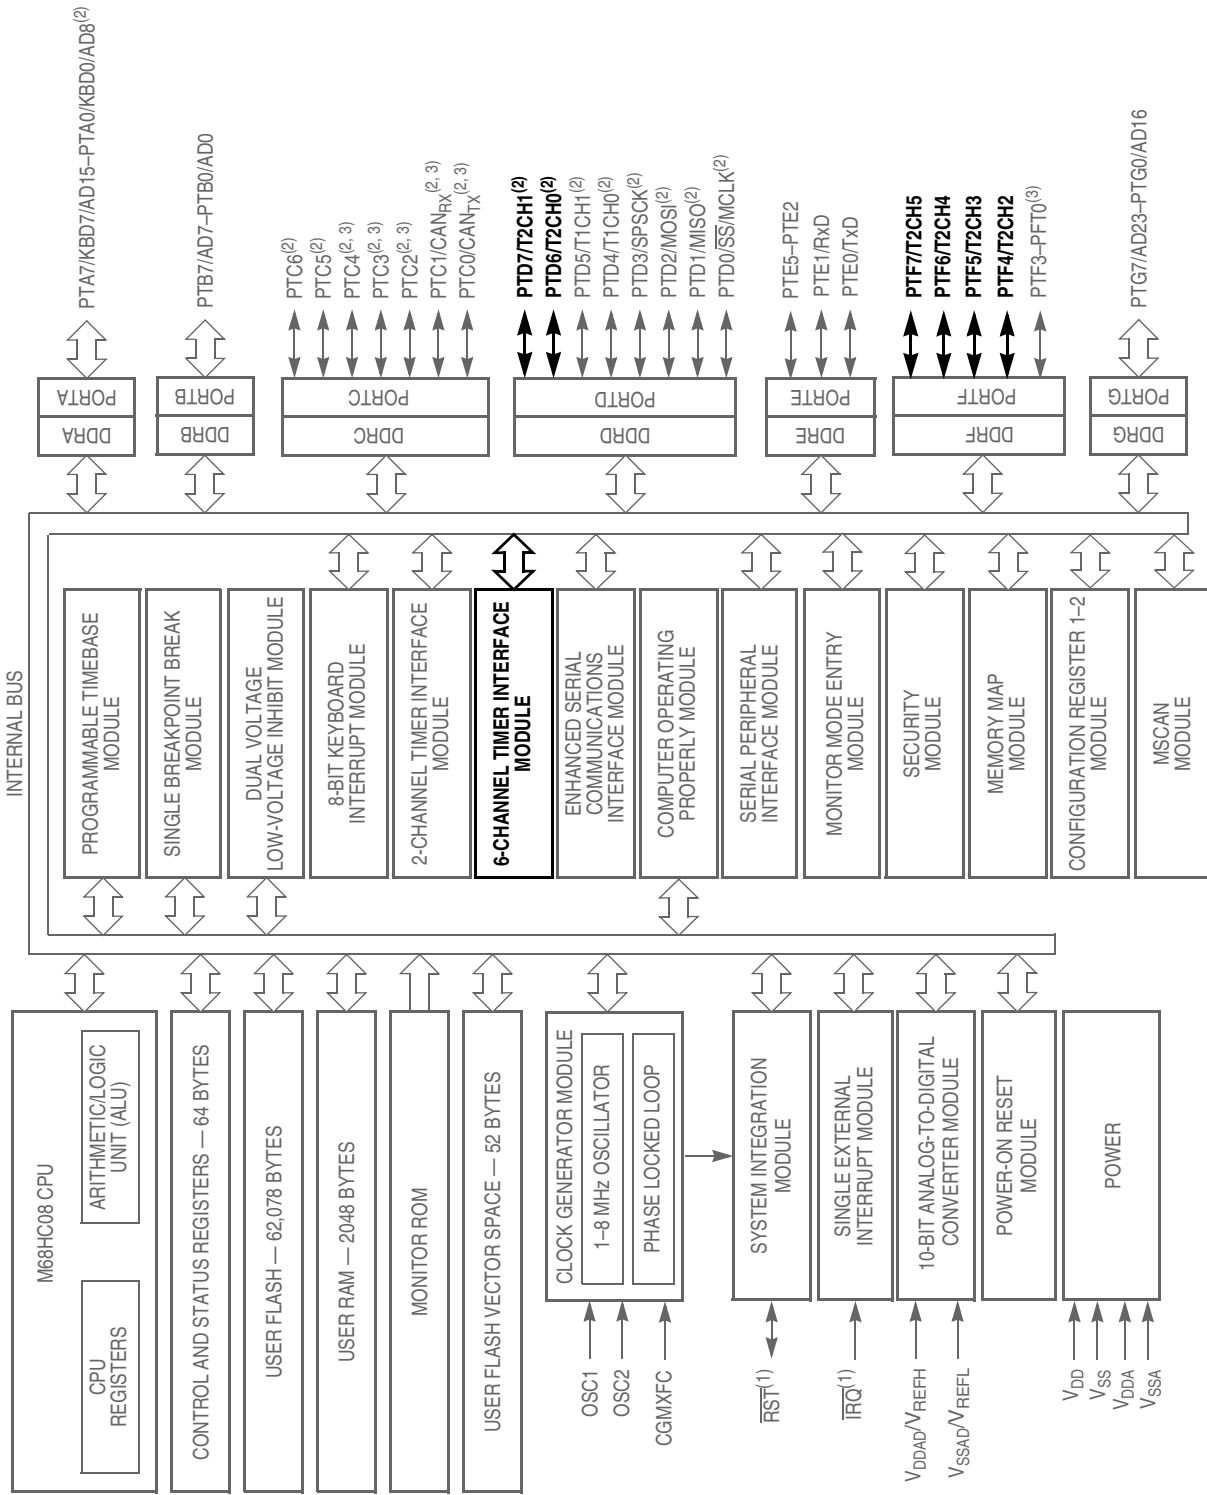 INTERNAL BUS
M68HC08 CPU
CPU
REGISTERS
ARITHMETIC/LOGIC
UNIT (ALU)
CONTROL AND STATUS REGISTERS — 64 BYTES
USER FLASH — 62,078 BYTES
USER RAM — 2048 BYTES
MONITOR ROM
USER FLASH VECTOR SPACE — 52 BYTES
CLOCK GENERATOR MODULE
1–8 MHz OSCILLATOR
PHASE LOCKED LOOP
OSC1
OSC2
CGMXFC
SYSTEM INTEGRATION
MODULE
RST(1)
SINGLE EXTERNAL
INTERRUPT MODULE
IRQ(1)
10-BIT ANALOG-TO-DIGITAL
CONVERTER MODULE
VDDAD/VREFH
VSSAD/VREFL
POWER-ON RESET
MODULE
POWER
VDD
VSS
VDDA
VSSA
PROGRAMMABLE TIMEBASE
MODULE
SINGLE BREAKPOINT BREAK
MODULE
DUAL VOLTAGE
LOW-VOLTAGE INHIBIT MODULE
8-BIT KEYBOARD
INTERRUPT MODULE
2-CHANNEL TIMER INTERFACE
MODULE
6-CHANNEL TIMER INTERFACE
MODULE
ENHANCED SERIAL
COMMUNICATIONS
INTERFACE MODULE
COMPUTER OPERATING
PROPERLY MODULE
SERIAL PERIPHERAL
INTERFACE MODULE
MONITOR MODE ENTRY
MODULE
SECURITY
MODULE
MEMORY MAP
MODULE
CONFIGURATION REGISTER 1–2
MODULE
MSCAN
MODULE
DDRA
PORTA
PTA7/KBD7/AD15–PTA0/KBD0/AD8(2)
DDRB
PORTB
PTB7/AD7–PTB0/AD0
DDRC
PORTC
PTC6(2)
PTC5(2)
PTC4(2, 3)
PTC3(2, 3)
PTC2(2, 3)
PTC1/CANRX(2, 3)
PTC0/CANTX(2, 3)
DDRD
PORTD
PTD7/T2CH1(2)
PTD6/T2CH0(2)
PTD5/T1CH1(2)
PTD4/T1CH0(2)
PTD3/SPSCK(2)
PTD2/MOSI(2)
PTD1/MISO(2)
PTD0/SS/MCLK(2)
DDRE
PORTE
PTE5–PTE2
PTE1/RxD
PTE0/TxD
DDRF
PORTF
PTF7/T2CH5
PTF6/T2CH4
PTF5/T2CH3
PTF4/T2CH2
PTF3–PFT0(3)
DDRG
PORTG
PTG7/AD23–PTG0/AD16